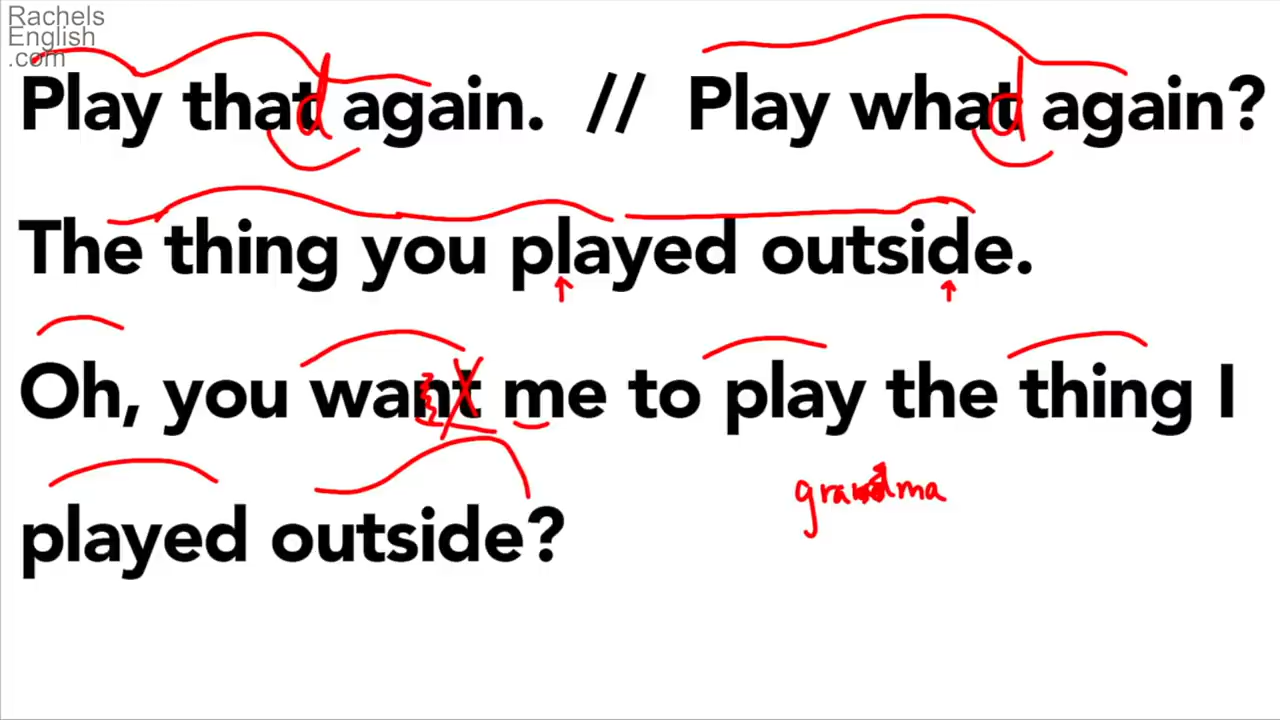 Rachels
English
.com
Play that again. // Play what again?
d d
The thing you played outside.
Oh, you want me to play the thing I
grandma
played outside?